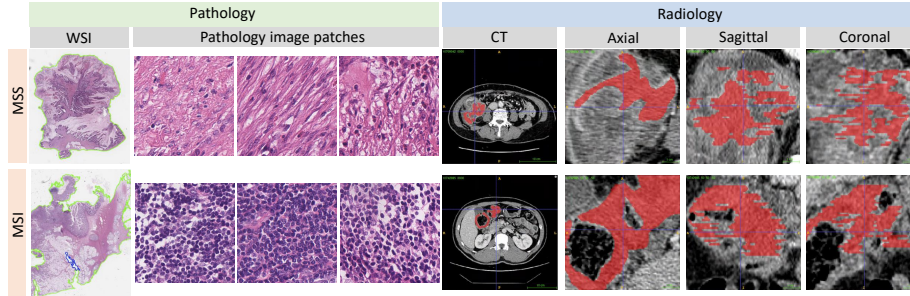 Pathology
Radiology
WSI
Pathology image patches
CT
Axial
Sagittal
Coronal
MSS
MSI